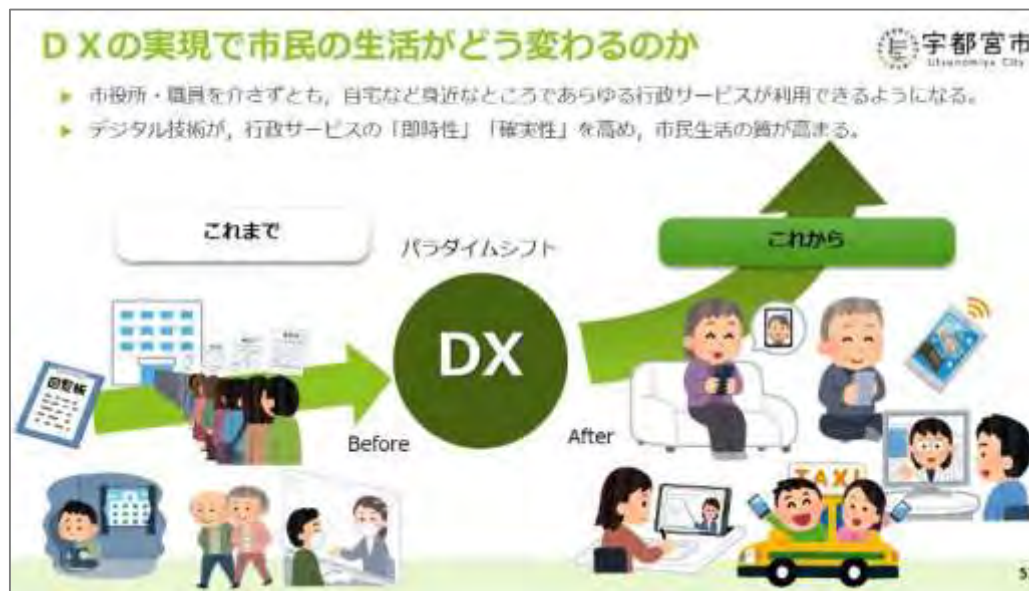 DXの実現で市民の生活がどう変わるのか
宇都宮市
Utsunomiya City
▶ 市役所・職員を介さずとも，自宅など身近なところであらゆる行政サービスが利用できるようになる。
▶ デジタル技術が，行政サービスの「即時性」「確実性」を高め，市民生活の質が高まる。
これまで
パラダイムシフト
これから
回覧板
DX
Before
After
TAXI
5